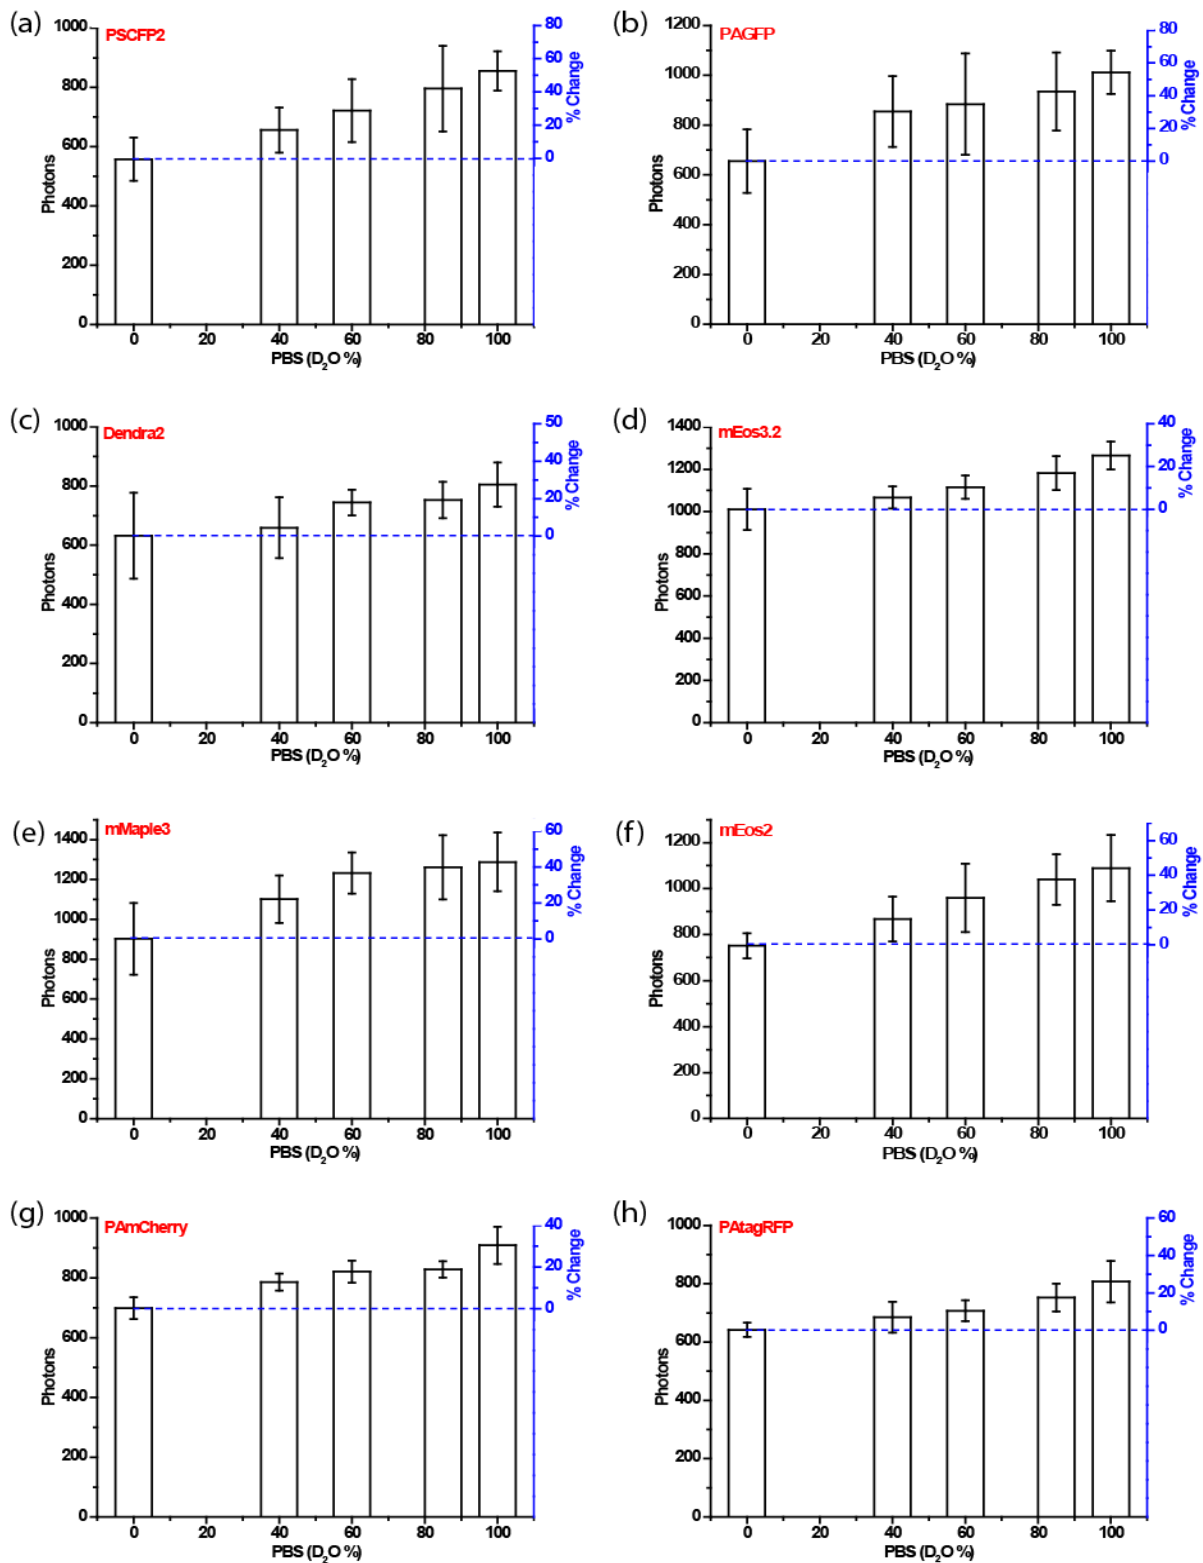 (a)
PSCFP2
1000
800
600
400
200
0
Photons
80
60
40
20
0
% Change
0 20 40 60 80 100
PBS (D₂O %)
(b)
PAGFP
1200
1000
800
600
400
200
0
Photons
80
60
40
20
0
% Change
0 20 40 60 80 100
PBS (D₂O %)
(c)
Dendra2
1000
800
600
400
200
0
Photons
50
40
30
20
10
0
% Change
0 20 40 60 80 100
PBS (D₂O %)
(d)
mEos3.2
1400
1200
1000
800
600
400
200
0
Photons
40
20
0
% Change
0 20 40 60 80 100
PBS (D₂O %)
(e)
mMaple3
1400
1200
1000
800
600
400
200
0
Photons
60
40
20
0
% Change
0 20 40 60 80 100
PBS (D₂O %)
(f)
mEos2
1200
1000
800
600
400
200
0
Photons
60
40
20
0
% Change
0 20 40 60 80 100
PBS (D₂O %)
(g)
PAmCherry
1000
800
600
400
200
0
Photons
40
20
0
% Change
0 20 40 60 80 100
PBS (D₂O %)
(h)
PAtagRFP
1000
800
600
400
200
0
Photons
60
40
20
0
% Change
0 20 40 60 80 100
PBS (D₂O %)